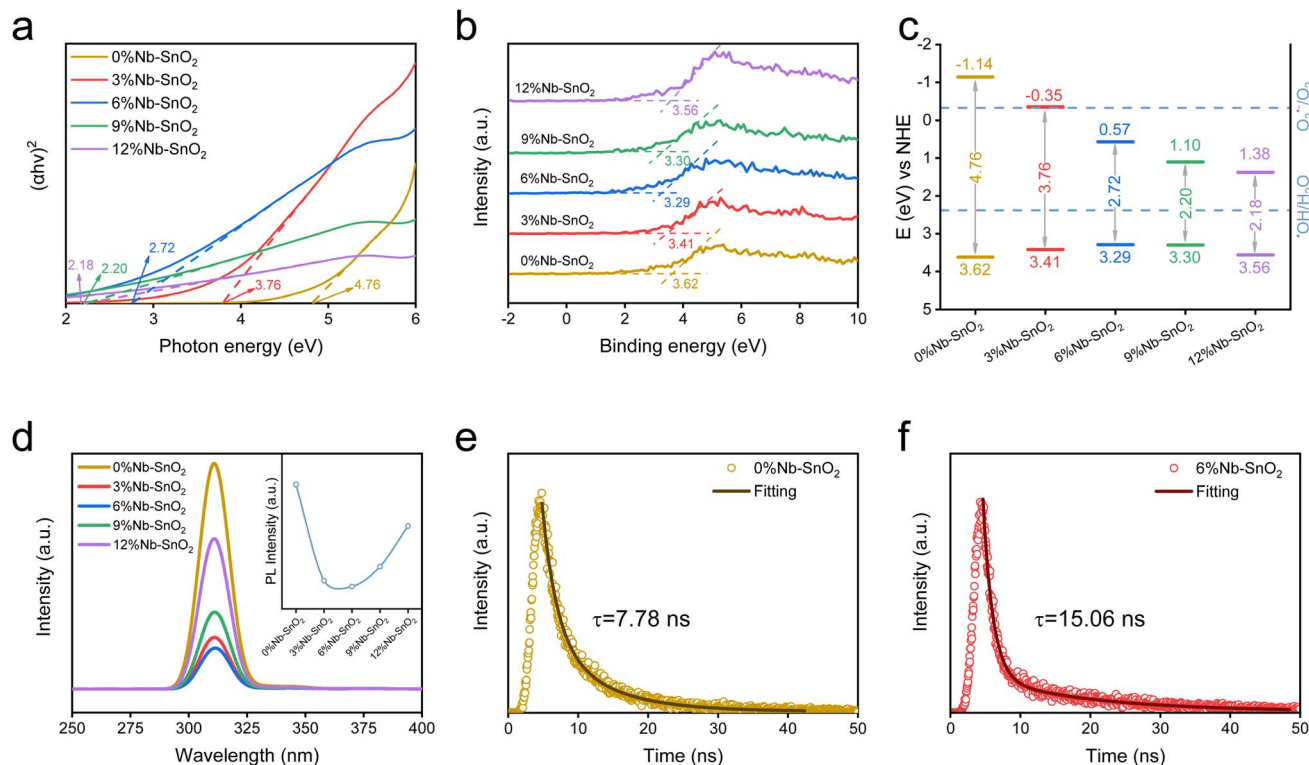 a
0%Nb-SnO₂
3%Nb-SnO₂
6%Nb-SnO₂
9%Nb-SnO₂
12%Nb-SnO₂
(αhν)²
2.18
2.20
2.72
3.76
4.76
2 3 4 5 6
Photon energy (eV)
b
12%Nb-SnO₂
3.56
9%Nb-SnO₂
3.30
6%Nb-SnO₂
3.29
3%Nb-SnO₂
3.41
0%Nb-SnO₂
3.62
Intensity (a.u.)
-2 0 2 4 6 8 10
Binding energy (eV)
c
-2
-1
0
1
2
3
4
5
E (eV) vs NHE
-1.14
4.76
3.62
-0.35
3.76
3.41
0.57
2.72
3.29
1.10
2.20
3.30
1.38
2.18
3.56
O₂/·O₂⁻
·OH/H₂O
0%Nb-SnO₂
3%Nb-SnO₂
6%Nb-SnO₂
9%Nb-SnO₂
12%Nb-SnO₂
d
0%Nb-SnO₂
3%Nb-SnO₂
6%Nb-SnO₂
9%Nb-SnO₂
12%Nb-SnO₂
Intensity (a.u.)
PL Intensity (a.u.)
0%Nb-SnO₂
3%Nb-SnO₂
6%Nb-SnO₂
9%Nb-SnO₂
12%Nb-SnO₂
250 300 350 400
Wavelength (nm)
e
0%Nb-SnO₂
Fitting
τ=7.78 ns
Intensity (a.u.)
0 10 20 30 40 50
Time (ns)
f
6%Nb-SnO₂
Fitting
τ=15.06 ns
Intensity (a.u.)
0 10 20 30 40 50
Time (ns)